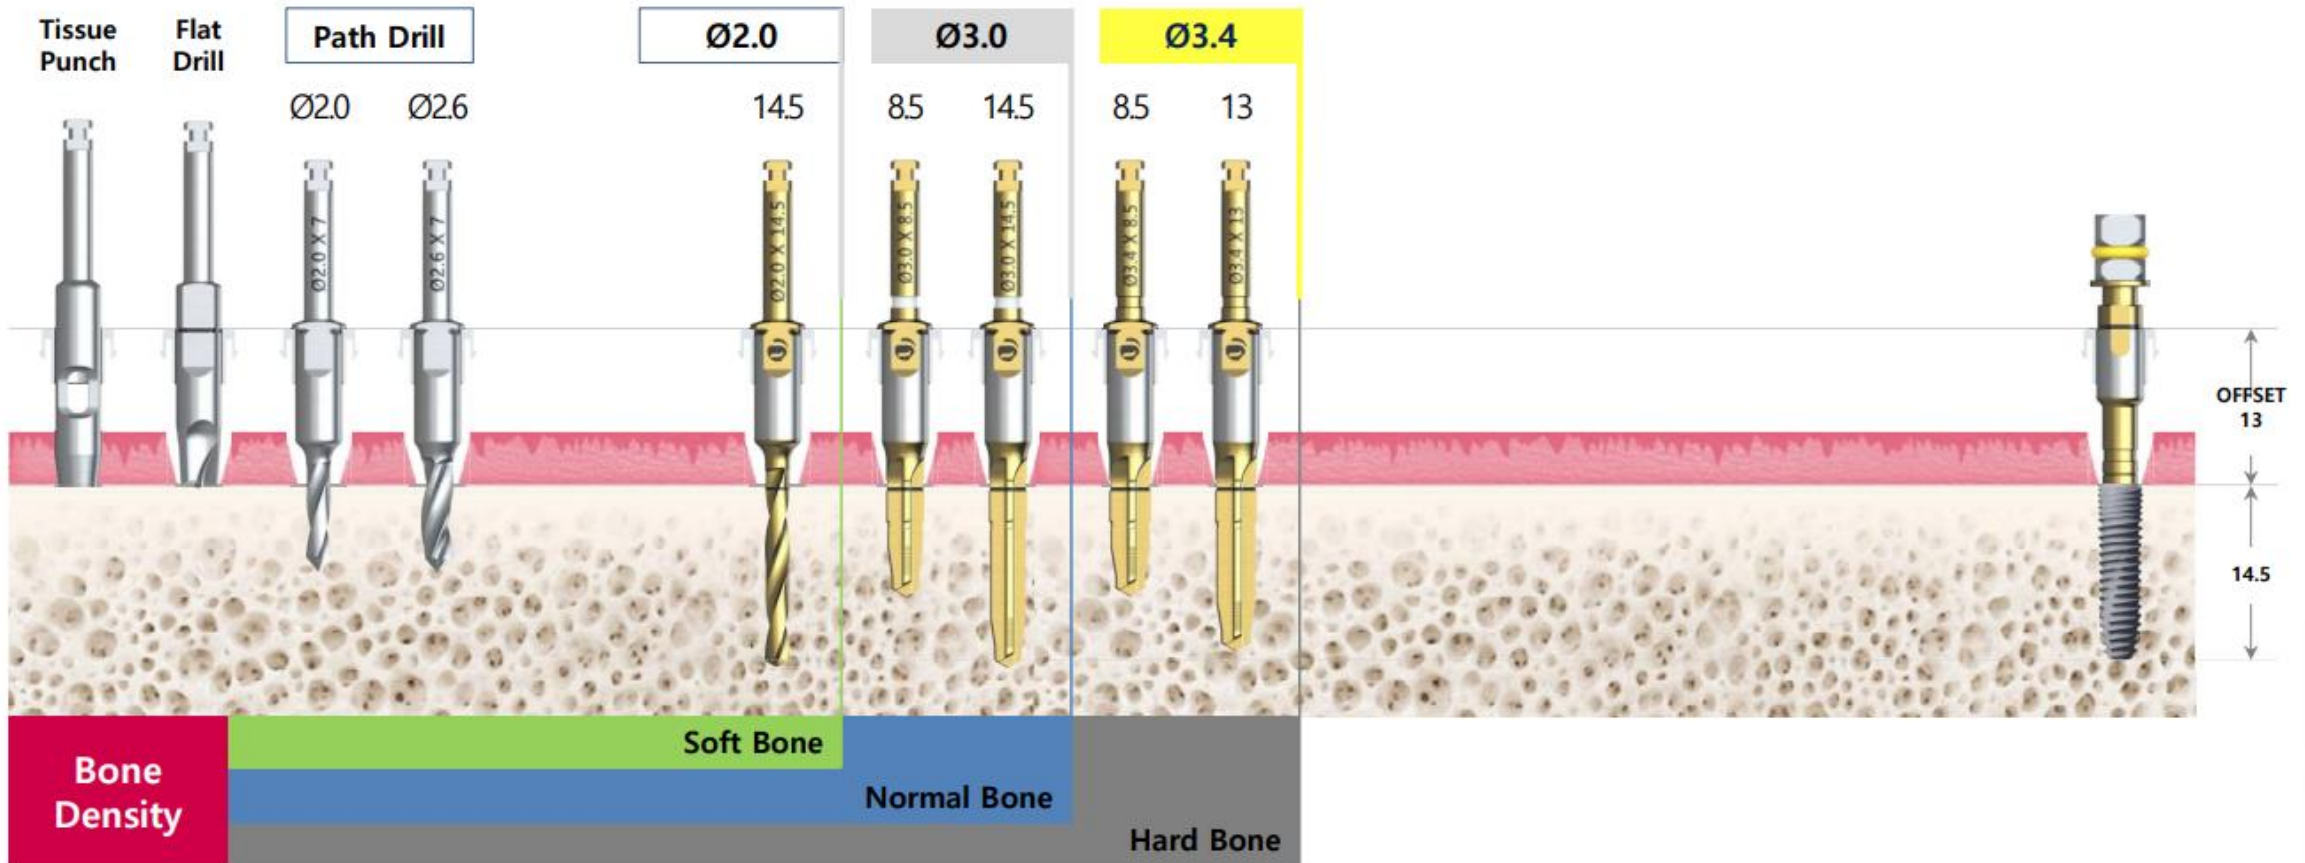 Tissue
Punch
Flat
Drill
Path Drill
Ø2.0
Ø3.0
Ø3.4
Ø2.0
Ø2.6
14.5
8.5
14.5
8.5
13
Ø2.0 X 7
Ø2.6 X 7
Ø2.0 X 14.5
Ø3.0 X 8.5
Ø3.0 X 14.5
Ø3.4 X 8.5
Ø3.4 X 13
OFFSET
13
14.5
Bone
Density
Soft Bone
Normal Bone
Hard Bone